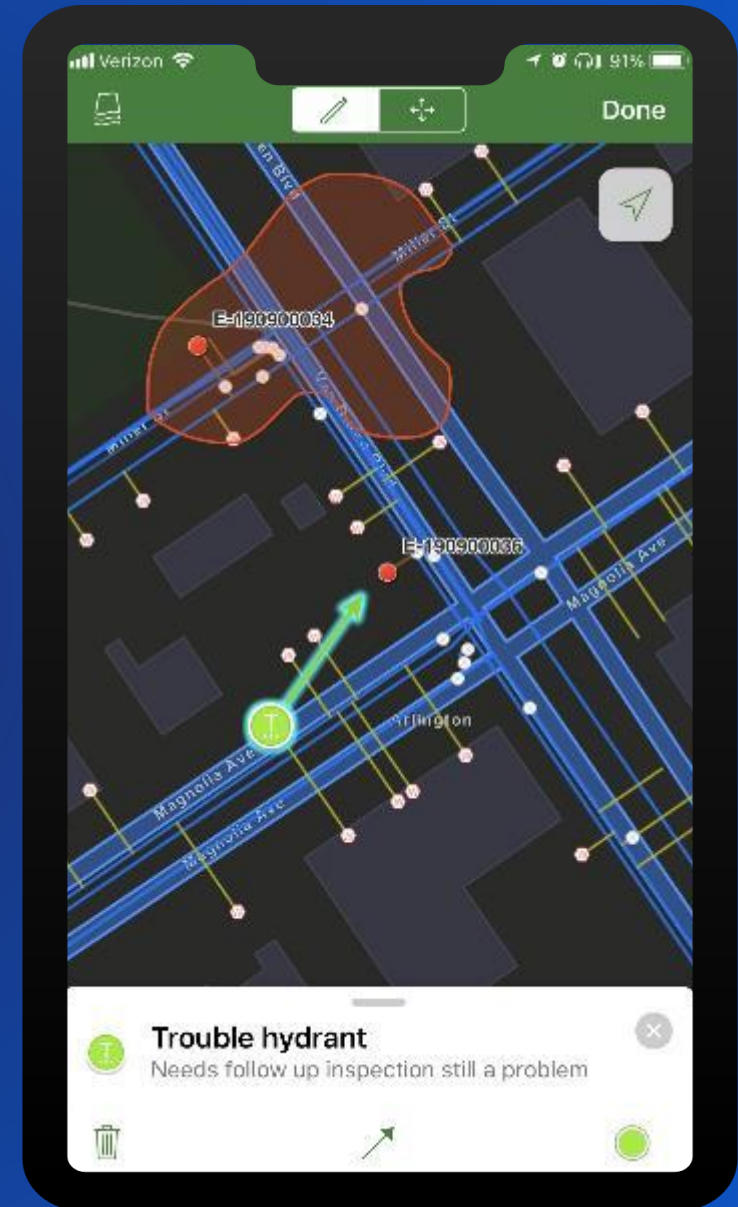 Verizon
91%
Done
Miller St
E-190900034
Miller St
E-190900036
Magnolia Ave
Arlington
Magnolia Ave
Magnolia Ave
Trouble hydrant
Needs follow up inspection still a problem